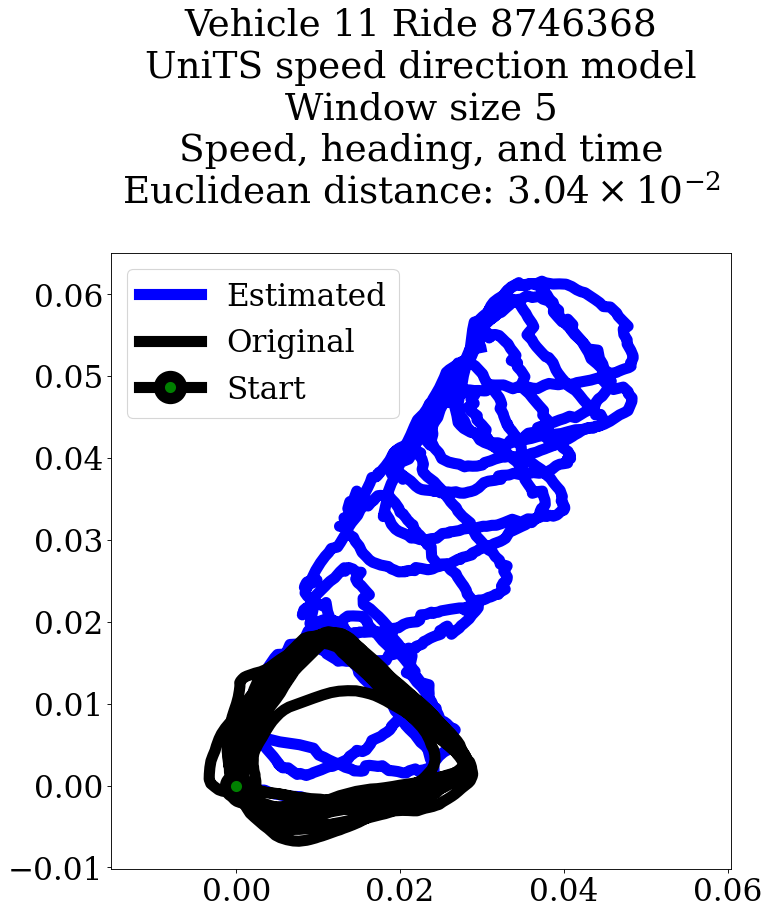 Vehicle 11 Ride 8746368
UniTS speed direction model
Window size 5
Speed, heading, and time
Euclidean distance: 3.04 × 10⁻²
Estimated
Original
Start
0.06
0.05
0.04
0.03
0.02
0.01
0.00
−0.01
0.00 0.02 0.04 0.06